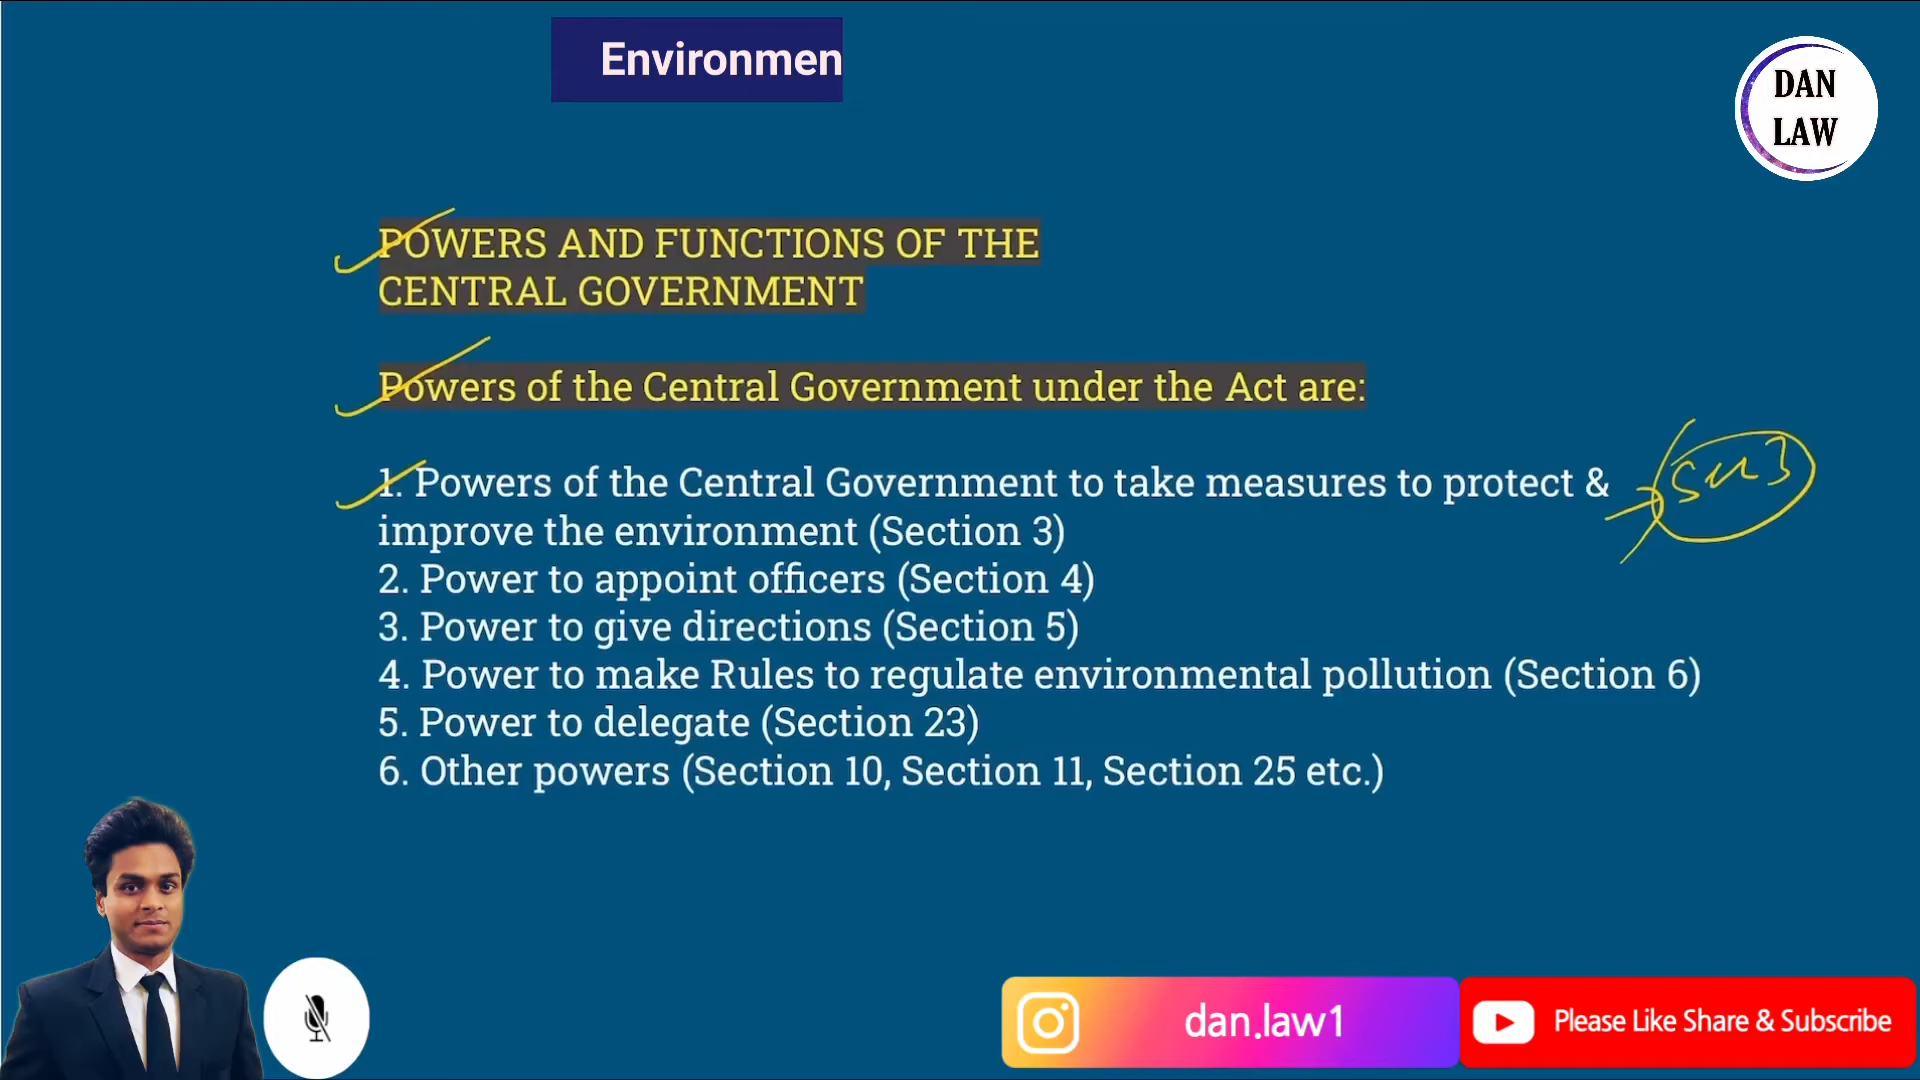 Environmen
DAN
LAW
POWERS AND FUNCTIONS OF THE
CENTRAL GOVERNMENT
Powers of the Central Government under the Act are:
1. Powers of the Central Government to take measures to protect &
improve the environment (Section 3)
2. Power to appoint officers (Section 4)
3. Power to give directions (Section 5)
4. Power to make Rules to regulate environmental pollution (Section 6)
5. Power to delegate (Section 23)
6. Other powers (Section 10, Section 11, Section 25 etc.)
dan.law1
Please Like Share & Subscribe